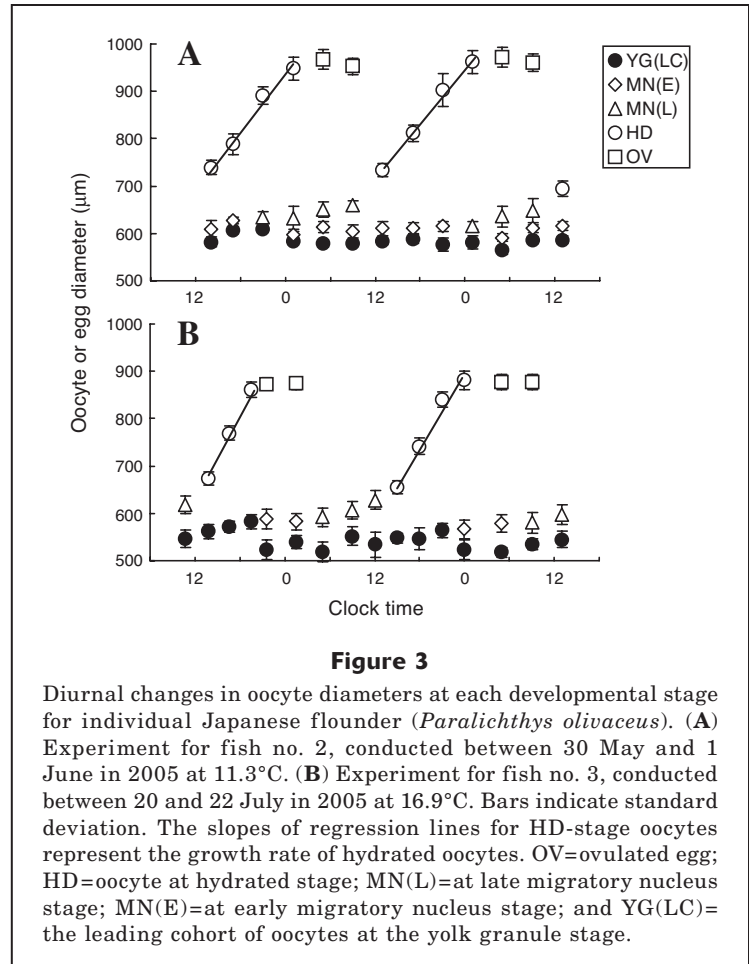 A
1000
900
800
700
600
500
12 0 12 0 12
YG(LC)
MN(E)
MN(L)
HD
OV
Oocyte or egg diameter (µm)
B
1000
900
800
700
600
500
12 0 12 0 12
Clock time
Figure 3
Diurnal changes in oocyte diameters at each developmental stage
for individual Japanese flounder (Paralichthys olivaceus). (A)
Experiment for fish no. 2, conducted between 30 May and 1
June in 2005 at 11.3°C. (B) Experiment for fish no. 3, conducted
between 20 and 22 July in 2005 at 16.9°C. Bars indicate standard
deviation. The slopes of regression lines for HD-stage oocytes
represent the growth rate of hydrated oocytes. OV=ovulated egg;
HD=oocyte at hydrated stage; MN(L)=at late migratory nucleus
stage; MN(E)=at early migratory nucleus stage; and YG(LC)=
the leading cohort of oocytes at the yolk granule stage.